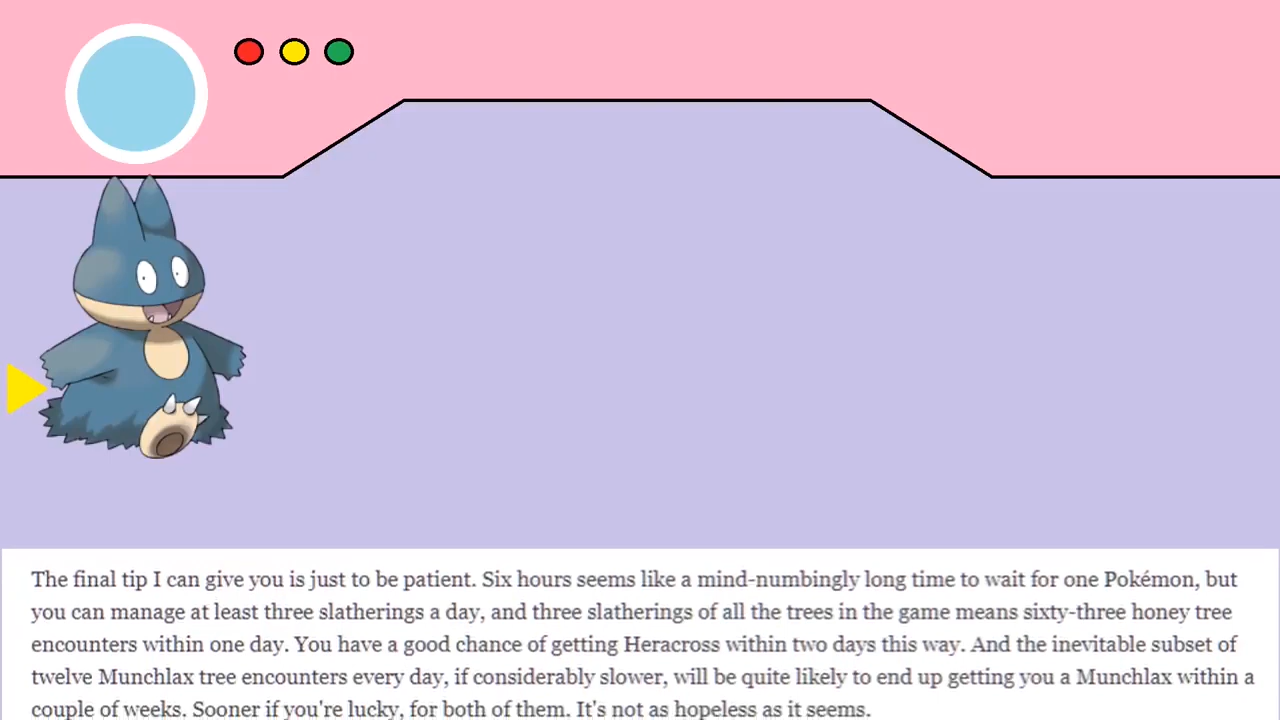 The final tip I can give you is just to be patient. Six hours seems like a mind-numbingly long time to wait for one Pokémon, but
you can manage at least three slatherings a day, and three slatherings of all the trees in the game means sixty-three honey tree
encounters within one day. You have a good chance of getting Heracross within two days this way. And the inevitable subset of
twelve Munchlax tree encounters every day, if considerably slower, will be quite likely to end up getting you a Munchlax within a
couple of weeks. Sooner if you're lucky, for both of them. It's not as hopeless as it seems.